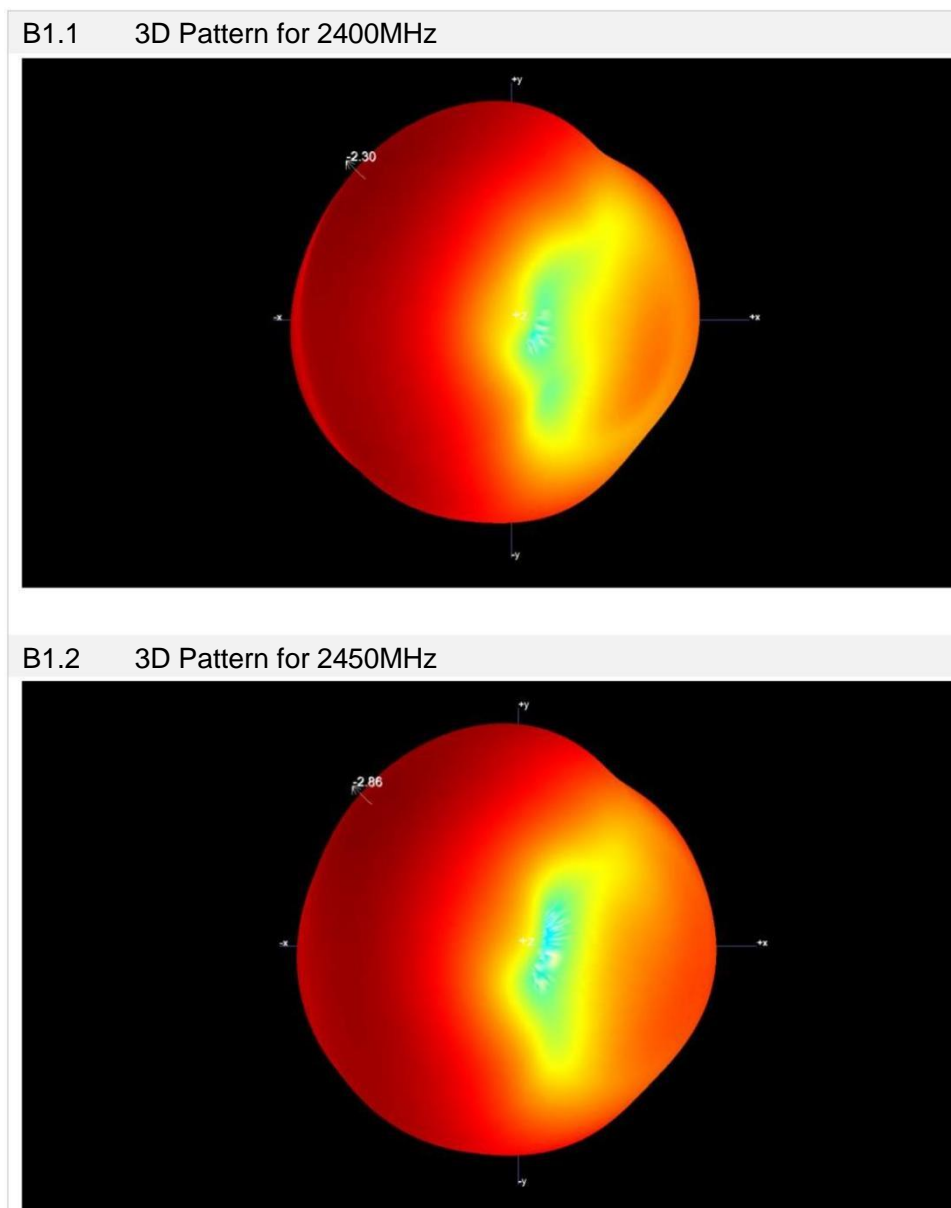 B1.1 3D Pattern for 2400MHz
+y
-2.30
-x
+z
+x
-y
B1.2 3D Pattern for 2450MHz
+y
-2.86
-x
+z
+x
-y